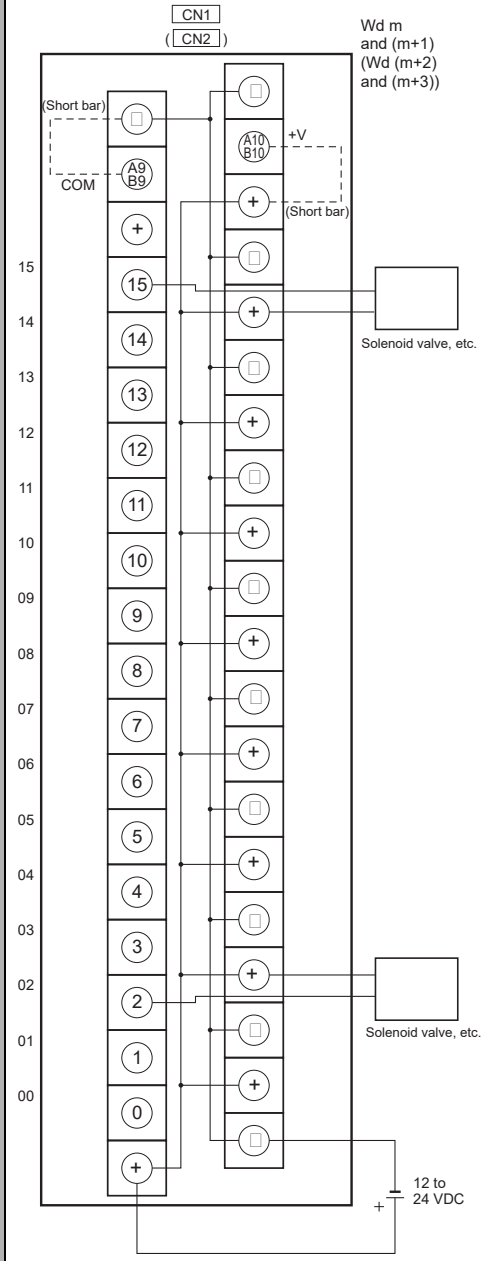 CN1
( CN2 )
Wd m
and (m+1)
(Wd (m+2)
and (m+3))
(Short bar)
A10
B10
+V
A9
B9
COM
+
(Short bar)
+
15
15
+
Solenoid valve, etc.
14
14
13
13
+
12
12
11
11
+
10
10
09
9
+
08
8
07
7
+
06
6
05
5
+
04
4
03
3
+
02
2
Solenoid valve, etc.
01
1
+
00
0
+
12 to
24 VDC
+